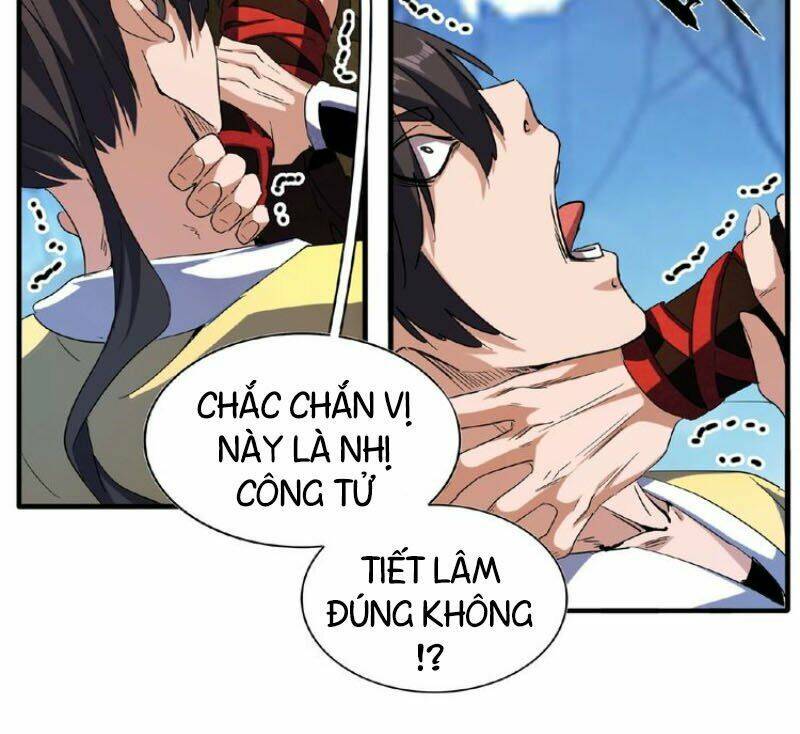 CHẮC CHẮN VỊ
NÀY LÀ NHỊ
CÔNG TỬ
TIẾT LÂM
ĐÚNG KHÔNG
!?